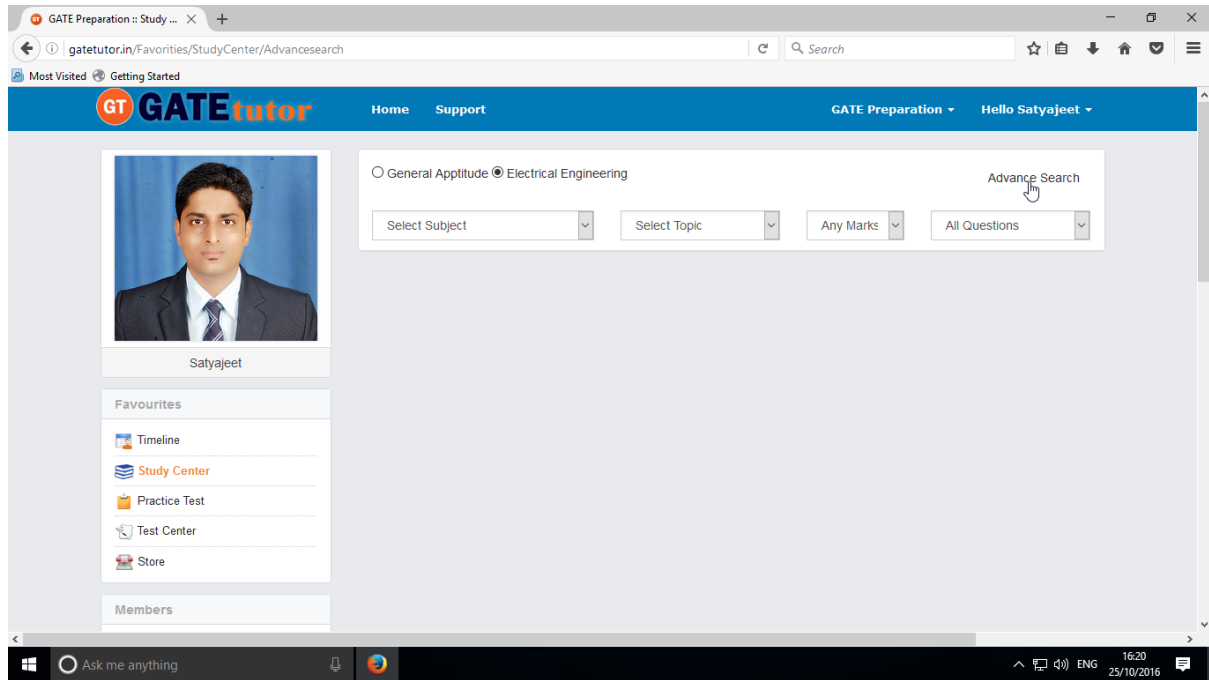 GATE Preparation :: Study ...
gatetutor.in/Favorities/StudyCenter/Advancesearch
Search
Most Visited Getting Started
GT GATEtutor Home Support GATE Preparation Hello Satyajeet
General Apptitude Electrical Engineering
Advance Search
Select Subject Select Topic Any Marks All Questions
Satyajeet
Favourites
Timeline
Study Center
Practice Test
Test Center
Store
Members
Ask me anything
ENG
16:20
25/10/2016